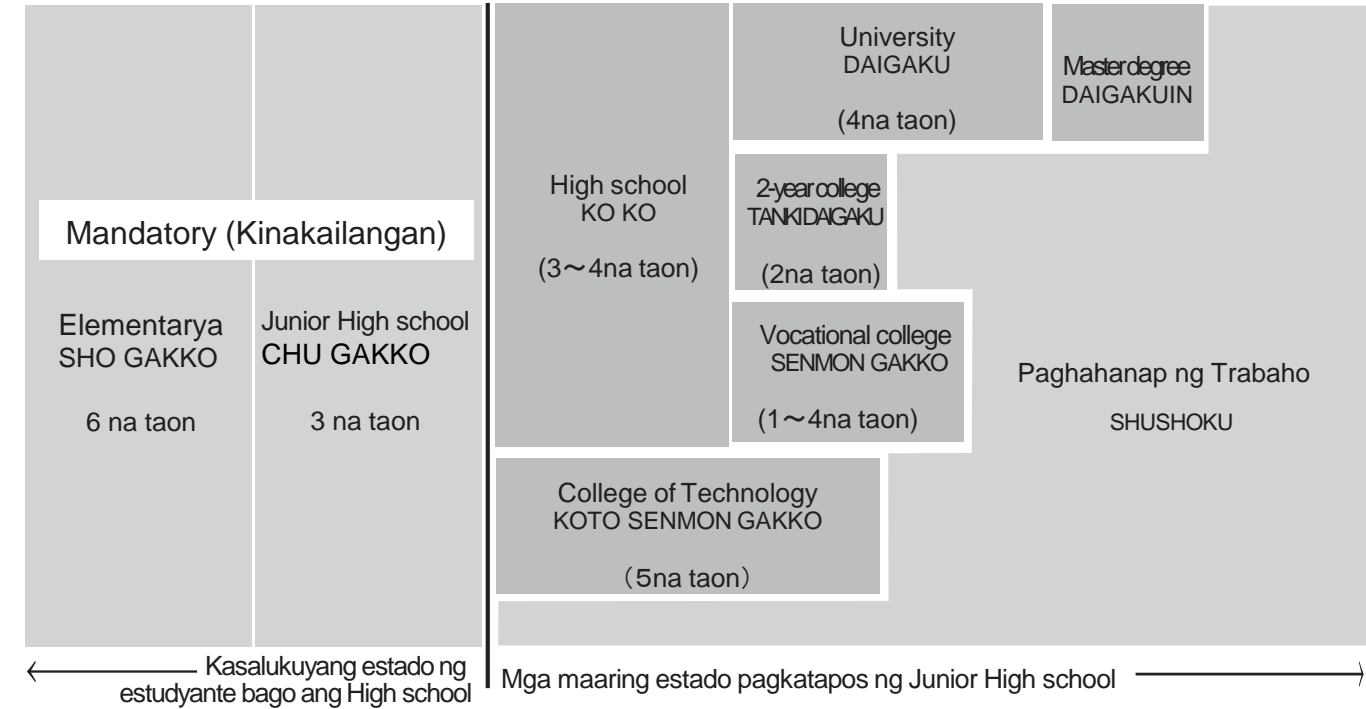 Mandatory (Kinakailangan)
Elementarya
SHO GAKKO
6 na taon
Junior High school
CHU GAKKO
3 na taon
High school
KO KO
(3～4na taon)
University
DAIGAKU
(4na taon)
Master degree
DAIGAKUIN
2-year college
TANKI DAIGAKU
(2na taon)
Vocational college
SENMON GAKKO
(1～4na taon)
College of Technology
KOTO SENMON GAKKO
（5na taon）
Paghahanap ng Trabaho
SHUSHOKU
Kasalukuyang estado ng
estudyante bago ang High school
Mga maaring estado pagkatapos ng Junior High school